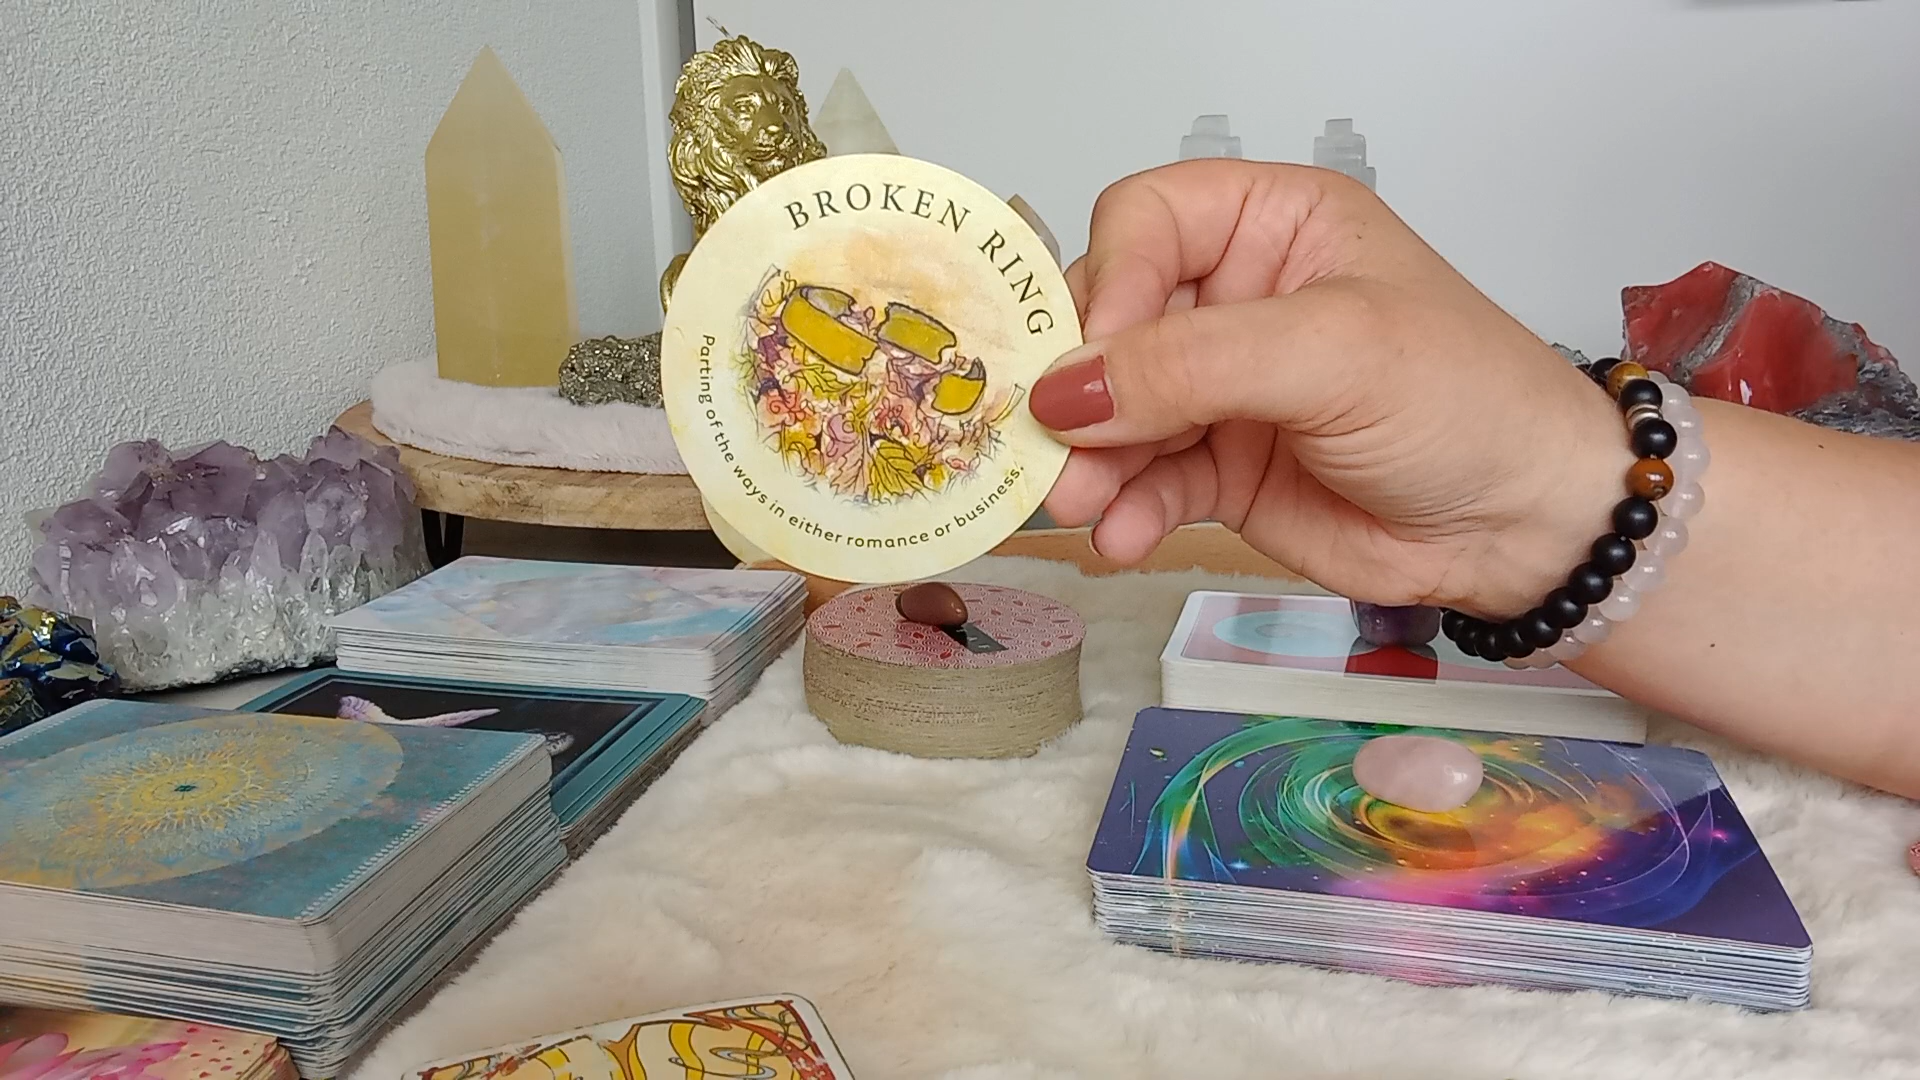 BROKEN RING
Parting of the ways in either romance or business.